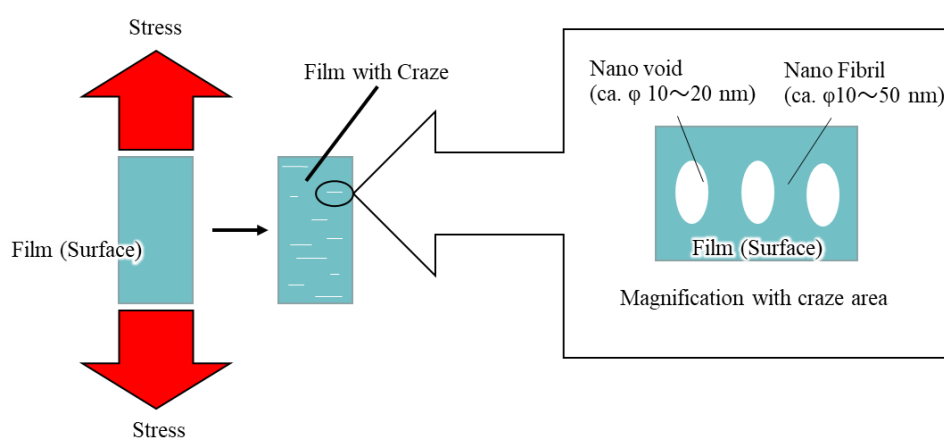 Stress
Film with Craze
Nano void
(ca. φ 10～20 nm)
Nano Fibril
(ca. φ10～50 nm)
Film (Surface)
Film (Surface)
Magnification with craze area
Stress